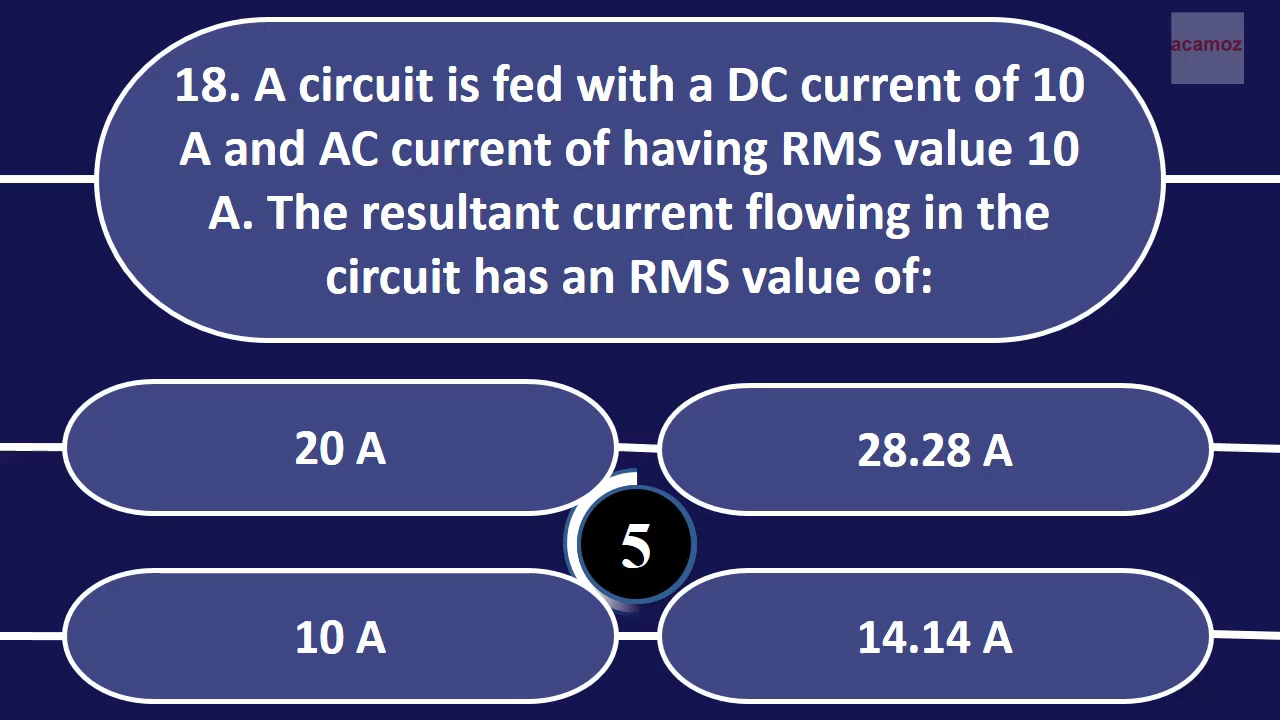 acamoz
18. A circuit is fed with a DC current of 10
A and AC current of having RMS value 10
A. The resultant current flowing in the
circuit has an RMS value of:
20 A
28.28 A
5
10 A
14.14 A